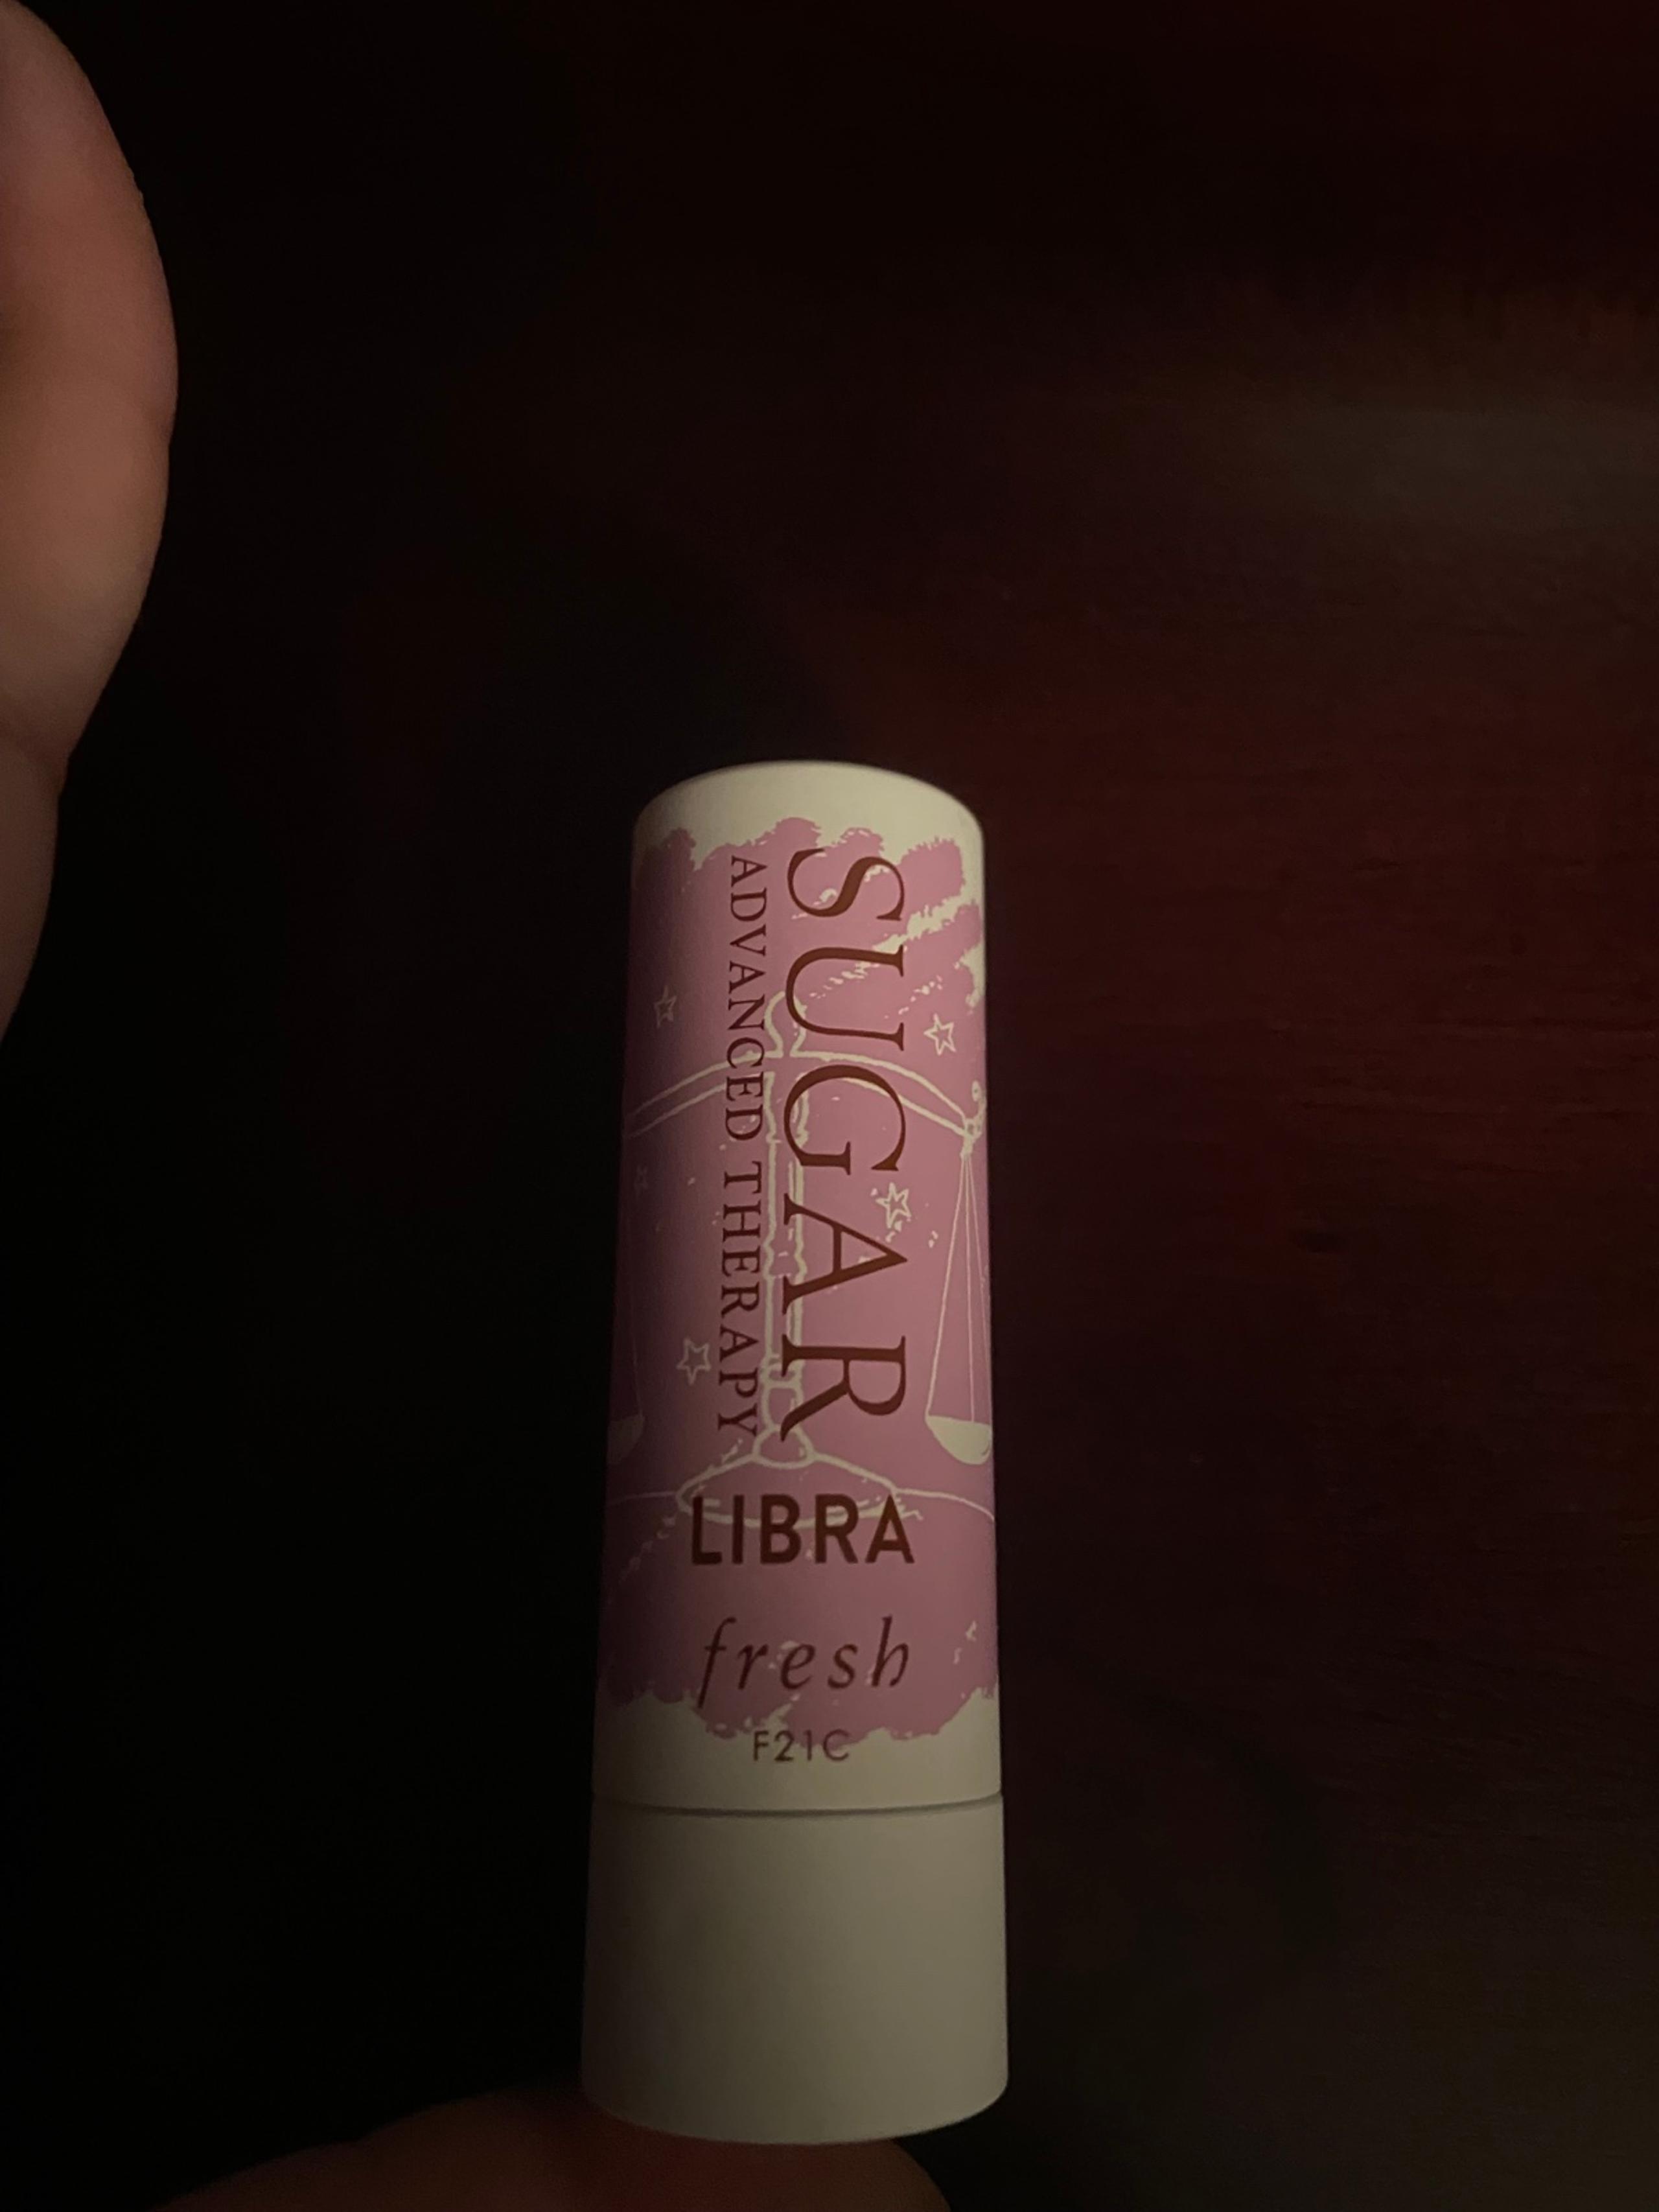 SUGAR
ADVANCED THERAPY
LIBRA
fresh
F21C